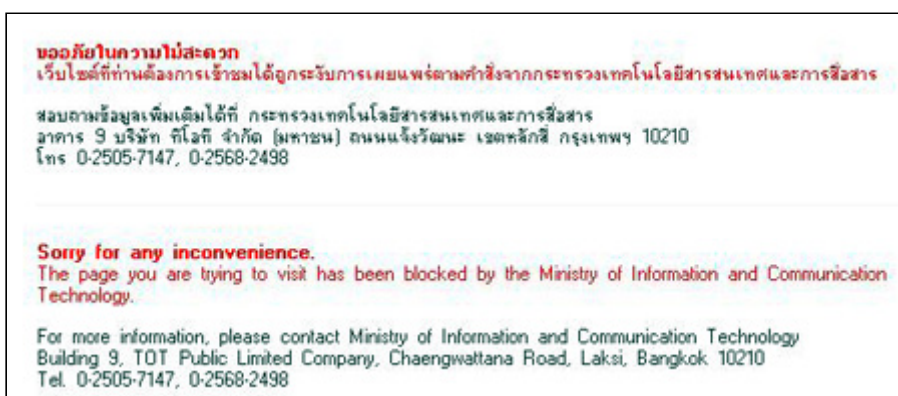 ขออภัยในความไม่สะดวก
เว็บไซต์ที่ท่านต้องการเข้าชมได้ถูกระงับการเผยแพร่ตามคำสั่งจากกระทรวงเทคโนโลยีสารสนเทศและการสื่อสาร
สอบถามข้อมูลเพิ่มเติมได้ที่ กระทรวงเทคโนโลยีสารสนเทศและการสื่อสาร
อาคาร 9 บริษัท ทีโอที จำกัด (มหาชน) ถนนแจ้งวัฒนะ เขตหลักสี่ กรุงเทพฯ 10210
โทร 0-2505-7147, 0-2568-2498
Sorry for any inconvenience.
The page you are trying to visit has been blocked by the Ministry of Information and Communication
Technology.
For more information, please contact Ministry of Information and Communication Technology
Building 9, TOT Public Limited Company, Chaengwattana Road, Laksi, Bangkok 10210
Tel. 0-2505-7147, 0-2568-2498